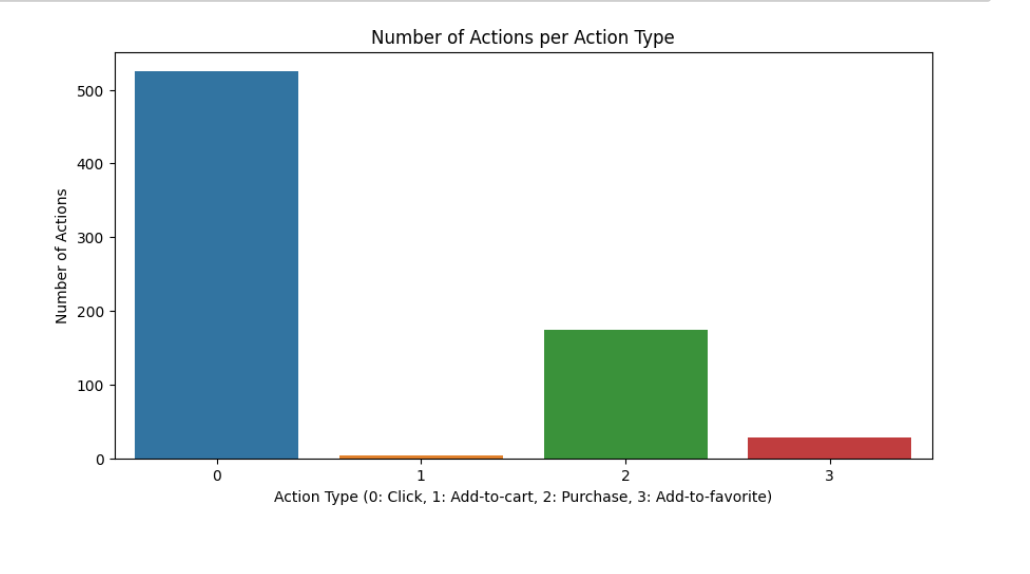 Number of Actions per Action Type
Number of Actions
500
400
300
200
100
0
0 1 2 3
Action Type (0: Click, 1: Add-to-cart, 2: Purchase, 3: Add-to-favorite)